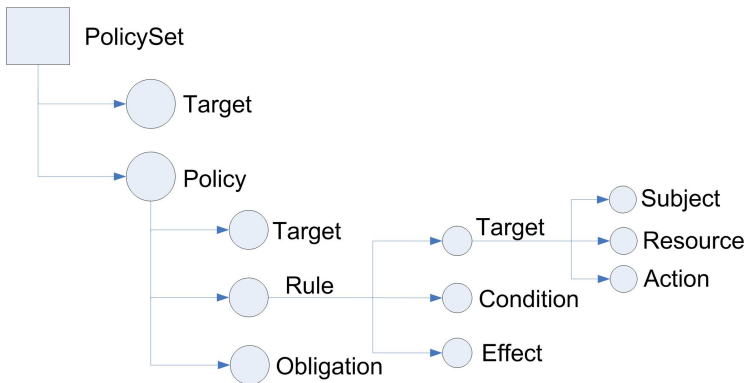 PolicySet
Target
Policy
Target
Rule
Obligation
Target
Condition
Effect
Subject
Resource
Action